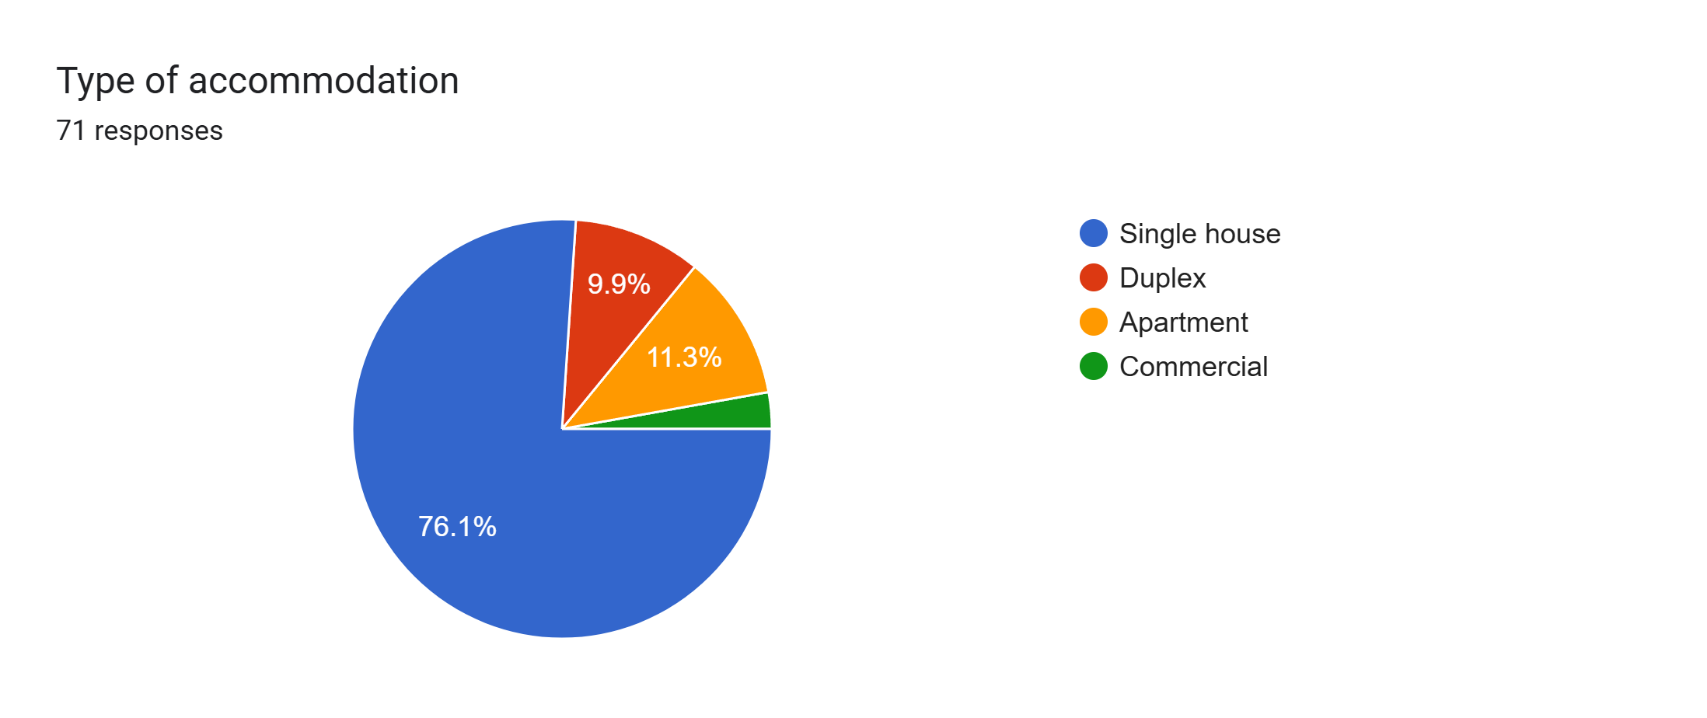 Type of accommodation
71 responses
9.9%
11.3%
76.1%
Single house
Duplex
Apartment
Commercial